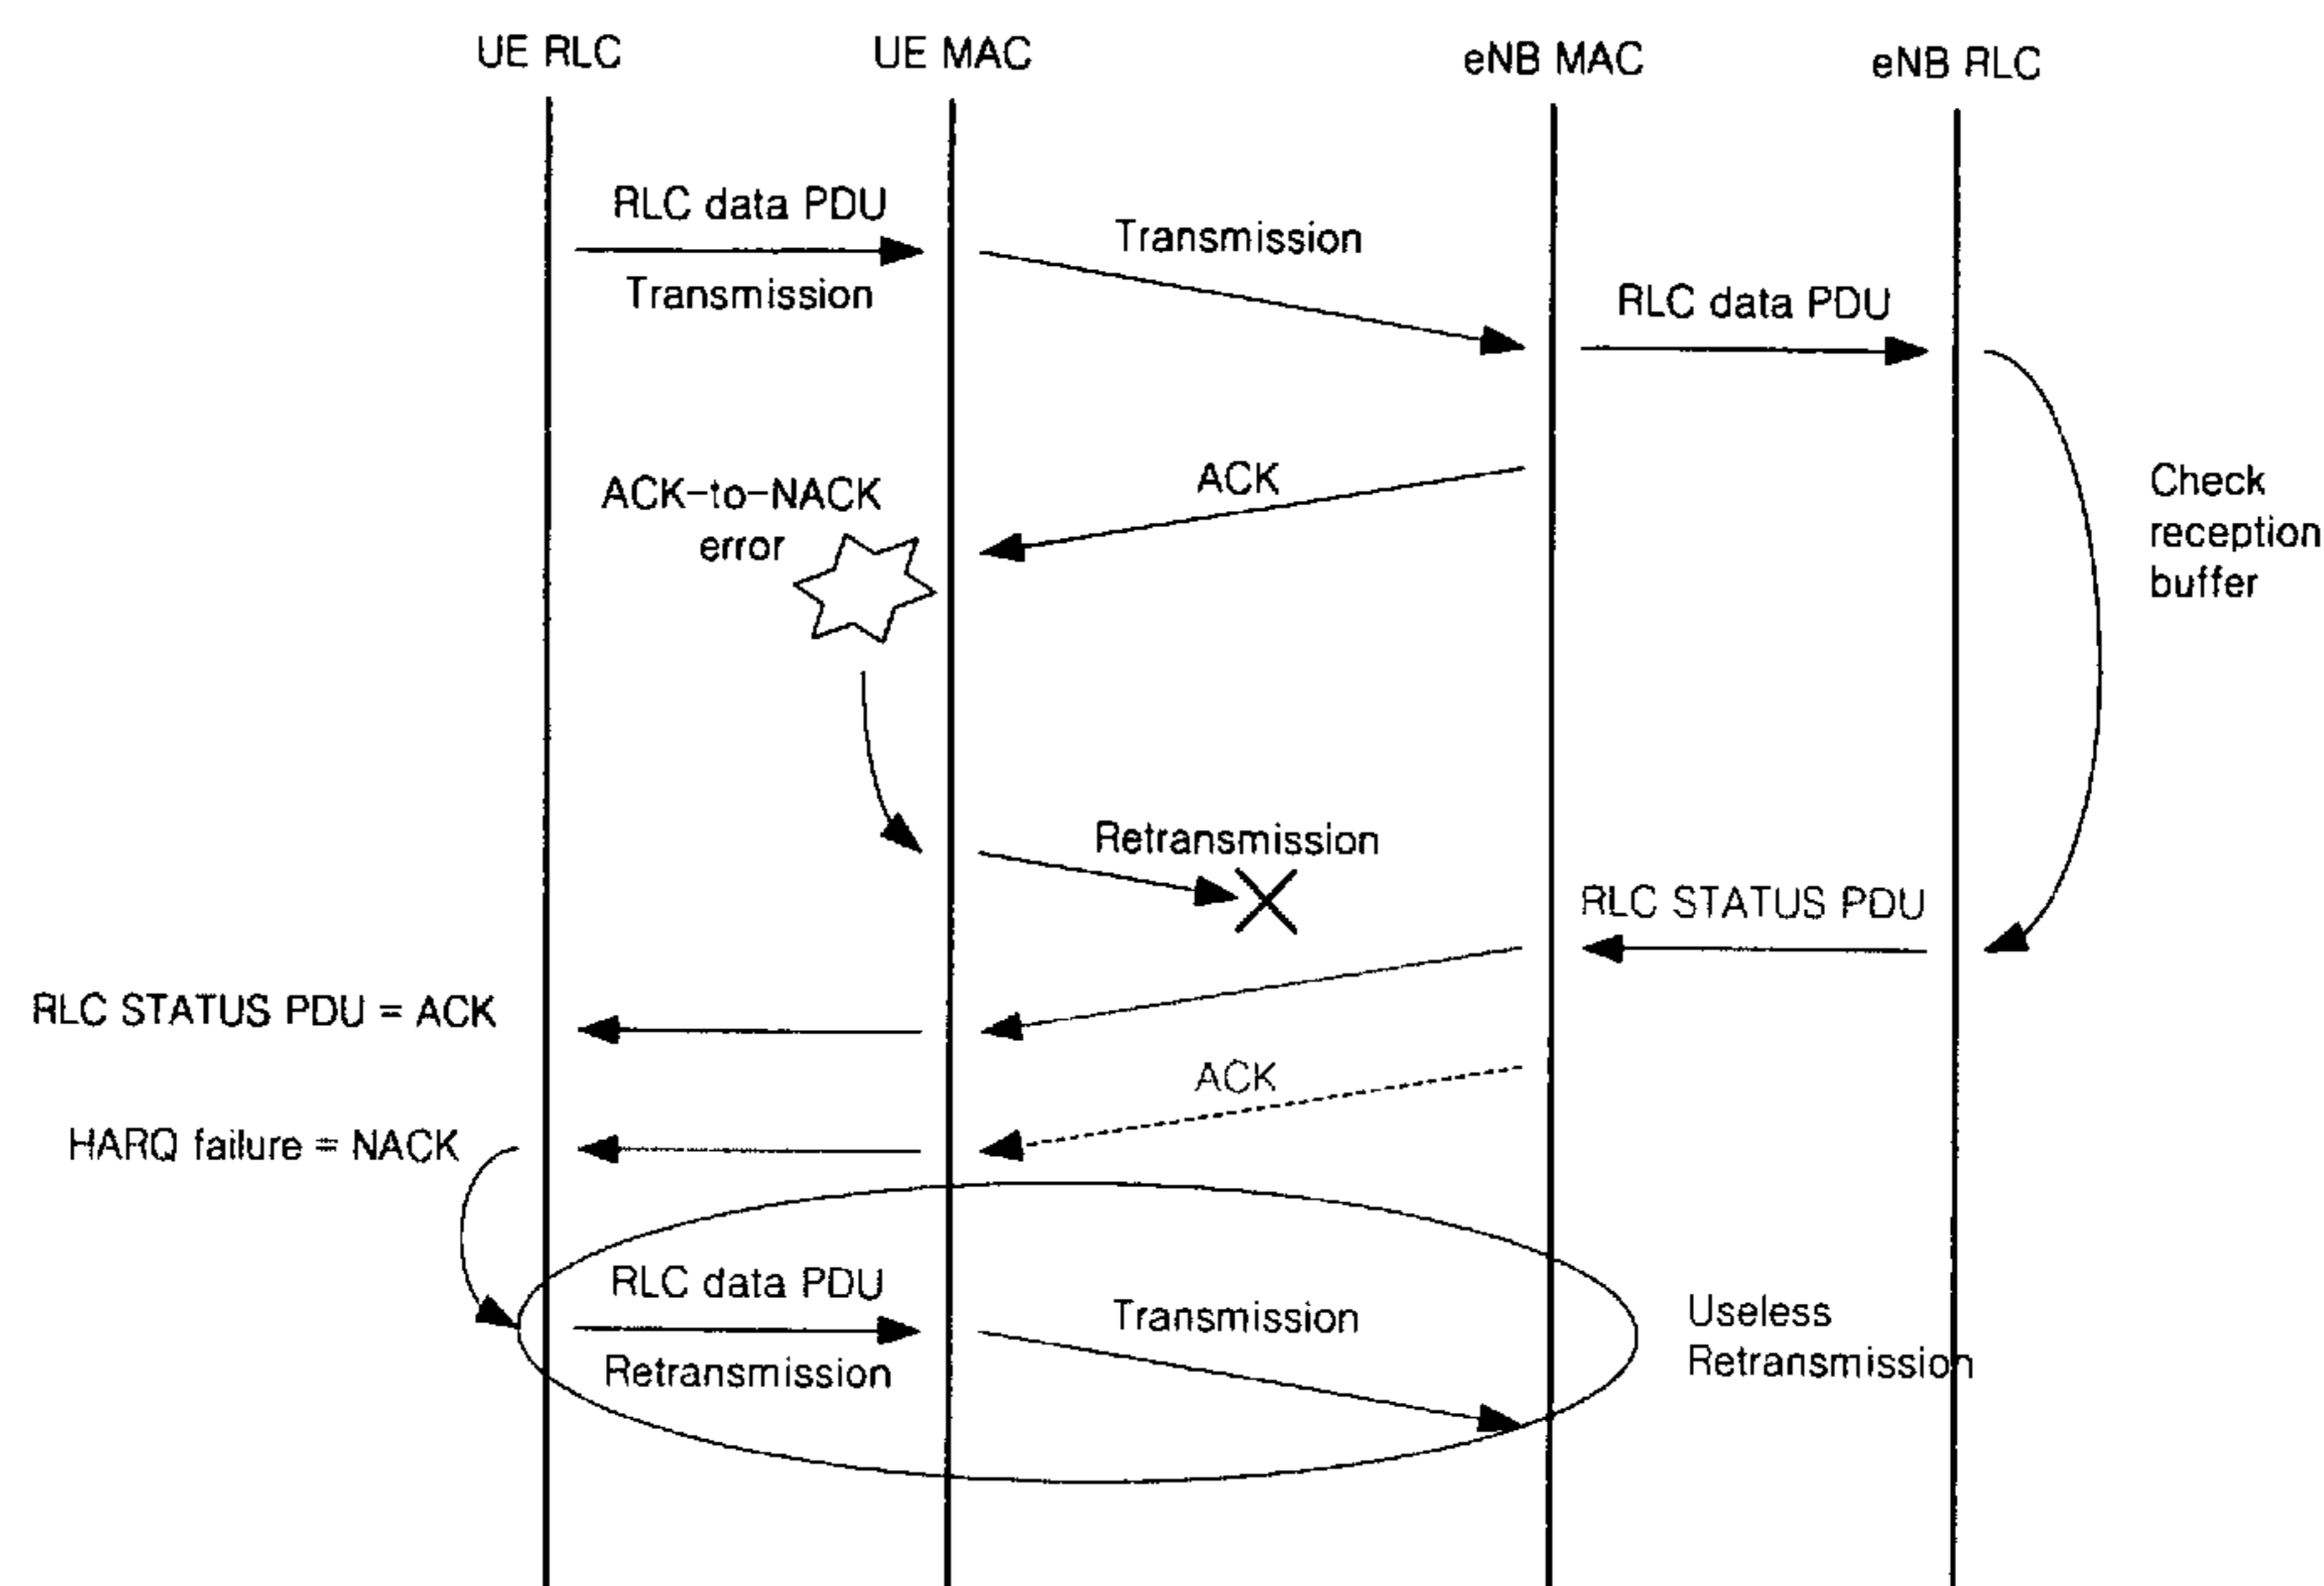 UE RLC
UE MAC
eNB MAC
eNB RLC
RLC data PDU
Transmission
Transmission
RLC data PDU
ACK-to-NACK
error
ACK
Check
reception
buffer
Retransmission
RLC STATUS PDU
RLC STATUS PDU = ACK
ACK
HARQ failure = NACK
RLC data PDU
Retransmission
Transmission
Useless
Retransmission